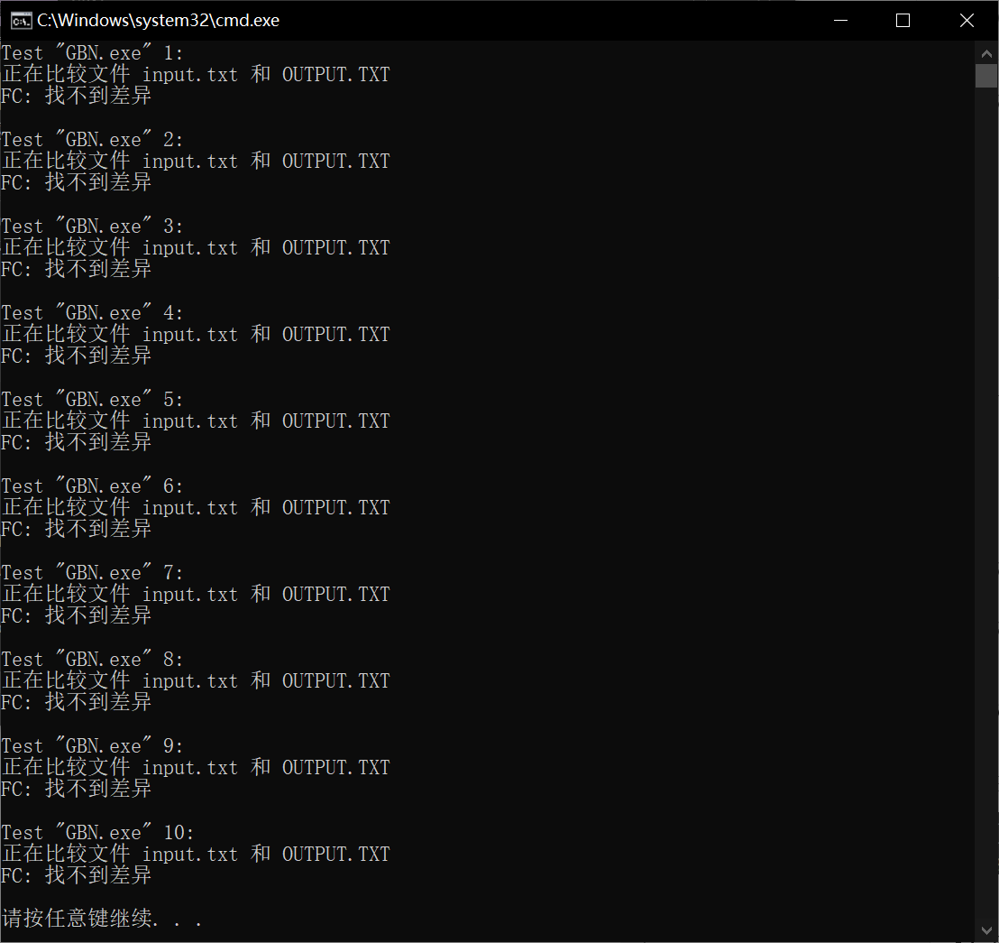 C:\Windows\system32\cmd.exe
Test "GBN.exe" 1:
正在比较文件 input.txt 和 OUTPUT.TXT
FC: 找不到差异
Test "GBN.exe" 2:
正在比较文件 input.txt 和 OUTPUT.TXT
FC: 找不到差异
Test "GBN.exe" 3:
正在比较文件 input.txt 和 OUTPUT.TXT
FC: 找不到差异
Test "GBN.exe" 4:
正在比较文件 input.txt 和 OUTPUT.TXT
FC: 找不到差异
Test "GBN.exe" 5:
正在比较文件 input.txt 和 OUTPUT.TXT
FC: 找不到差异
Test "GBN.exe" 6:
正在比较文件 input.txt 和 OUTPUT.TXT
FC: 找不到差异
Test "GBN.exe" 7:
正在比较文件 input.txt 和 OUTPUT.TXT
FC: 找不到差异
Test "GBN.exe" 8:
正在比较文件 input.txt 和 OUTPUT.TXT
FC: 找不到差异
Test "GBN.exe" 9:
正在比较文件 input.txt 和 OUTPUT.TXT
FC: 找不到差异
Test "GBN.exe" 10:
正在比较文件 input.txt 和 OUTPUT.TXT
FC: 找不到差异
请按任意键继续. . .